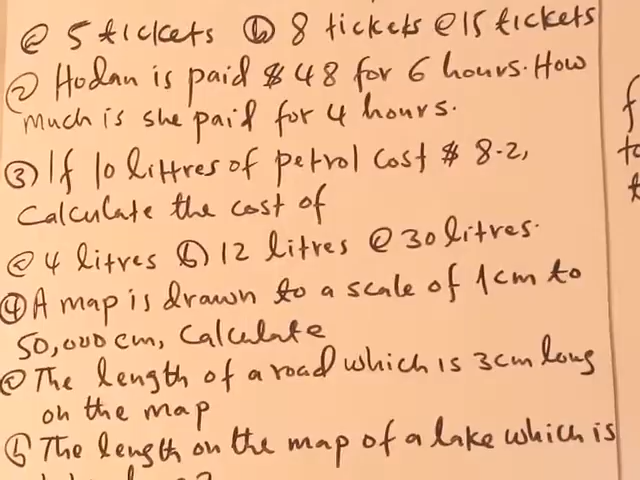 (a) 5 tickets (b) 8 tickets (c) 15 tickets
(2) Hodan is paid $48 for 6 hours. How
much is she paid for 4 hours.
(3) If 10 littres of petrol cost $8.2,
Calculate the cost of
(a) 4 litres (b) 12 litres (c) 30 litres.
(4) A map is drawn to a scale of 1cm to
50,000 cm, Calculate
(a) The length of a road which is 3cm long
on the map
(b) The length on the map of a lake which is